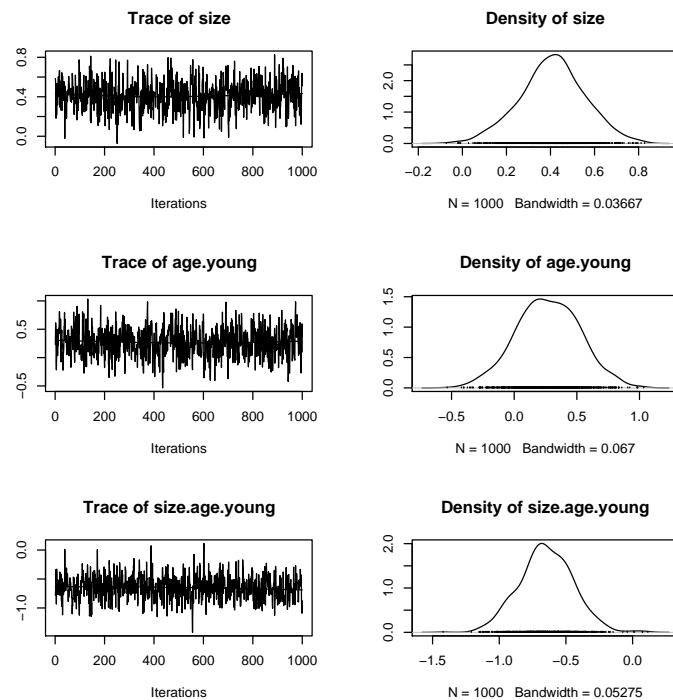 Trace of size
0.0 0.4 0.8
0 200 400 600 800 1000
Iterations
Density of size
0.0 1.0 2.0
−0.2 0.0 0.2 0.4 0.6 0.8
N = 1000 Bandwidth = 0.03667
Trace of age.young
−0.5 0.5
0 200 400 600 800 1000
Iterations
Density of age.young
0.0 0.5 1.0 1.5
−0.5 0.0 0.5 1.0
N = 1000 Bandwidth = 0.067
Trace of size.age.young
−1.0 0.0
0 200 400 600 800 1000
Iterations
Density of size.age.young
0.0 1.0 2.0
−1.5 −1.0 −0.5 0.0
N = 1000 Bandwidth = 0.05275